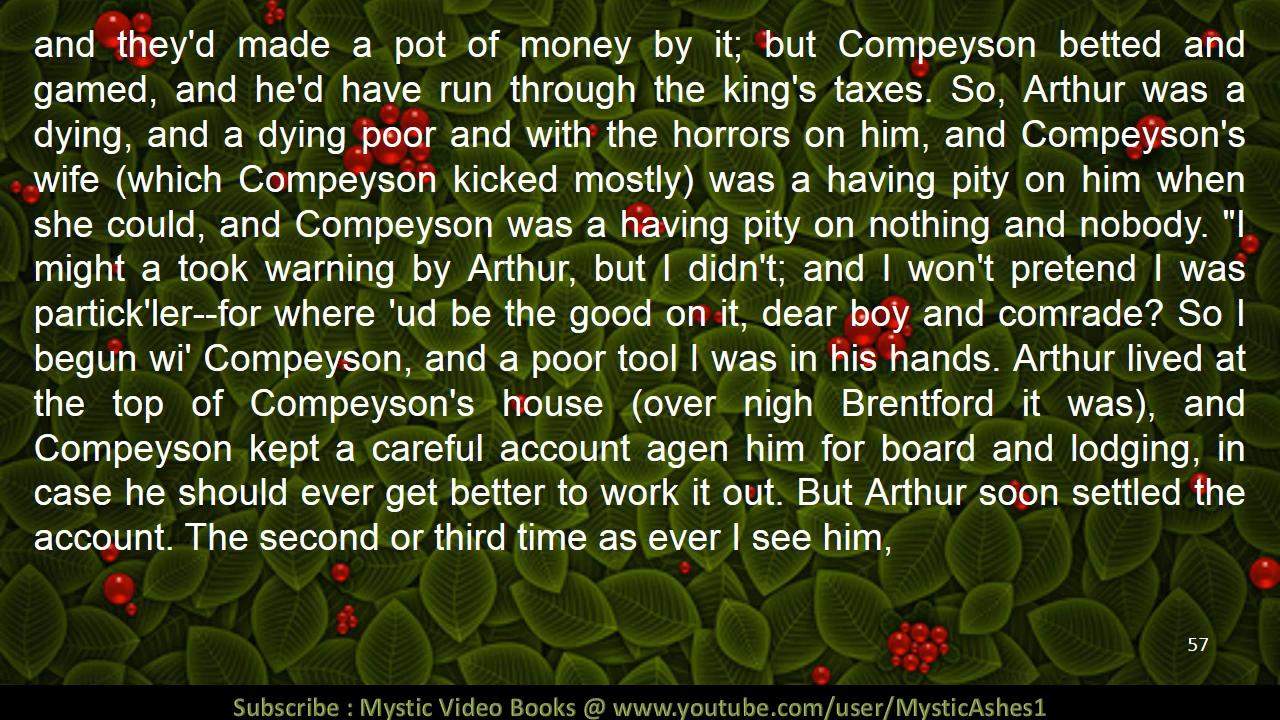 and they'd made a pot of money by it; but Compeyson betted and
gamed, and he'd have run through the king's taxes. So, Arthur was a
dying, and a dying poor and with the horrors on him, and Compeyson's
wife (which Compeyson kicked mostly) was a having pity on him when
she could, and Compeyson was a having pity on nothing and nobody. "I
might a took warning by Arthur, but I didn't; and I won't pretend I was
partick'ler--for where 'ud be the good on it, dear boy and comrade? So I
begun wi' Compeyson, and a poor tool I was in his hands. Arthur lived at
the top of Compeyson's house (over nigh Brentford it was), and
Compeyson kept a careful account agen him for board and lodging, in
case he should ever get better to work it out. But Arthur soon settled the
account. The second or third time as ever I see him,
57
Subscribe : Mystic Video Books @ www.youtube.com/user/MysticAshes1